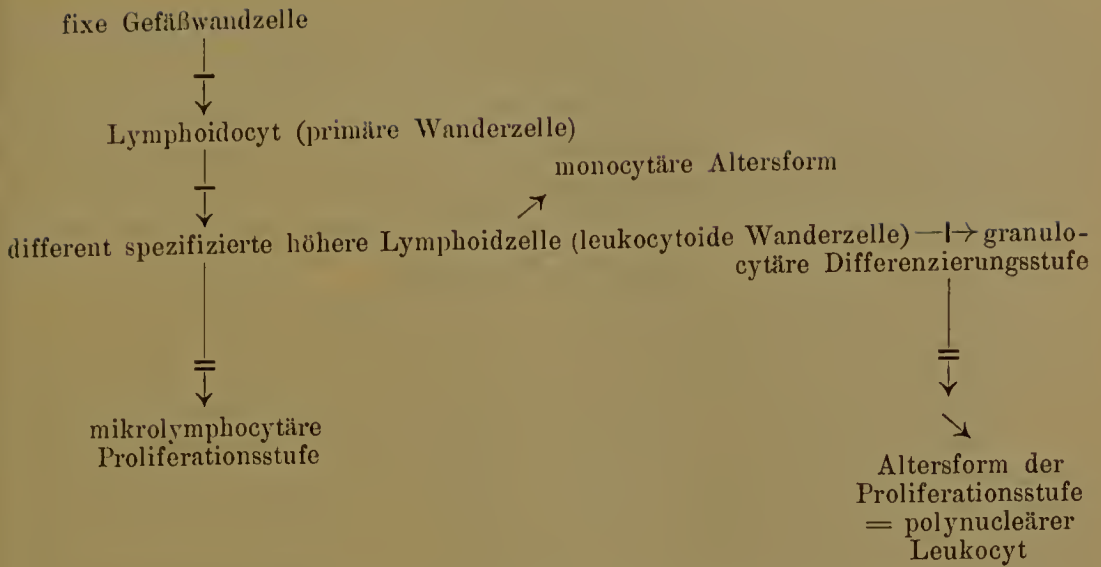 fixe Gefäßwandzelle
Lymphoidocyt (primäre Wanderzelle)
monocytäre Altersform
different spezifizierte höhere Lymphoidzelle (leukocytoide Wanderzelle) —|→ granulo-
cytäre Differenzierungsstufe
mikrolymphocytäre
Proliferationsstufe
Altersform der
Proliferationsstufe
= polynucleärer
Leukocyt